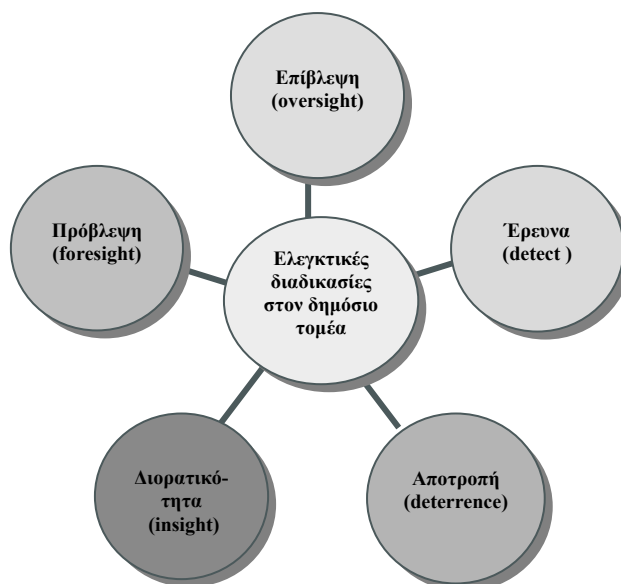 Επίβλεψη
(oversight)
Πρόβλεψη
(foresight)
Έρευνα
(detect )
Ελεγκτικές
διαδικασίες
στον δημόσιο
τομέα
Διορατικό-
τητα
(insight)
Αποτροπή
(deterrence)